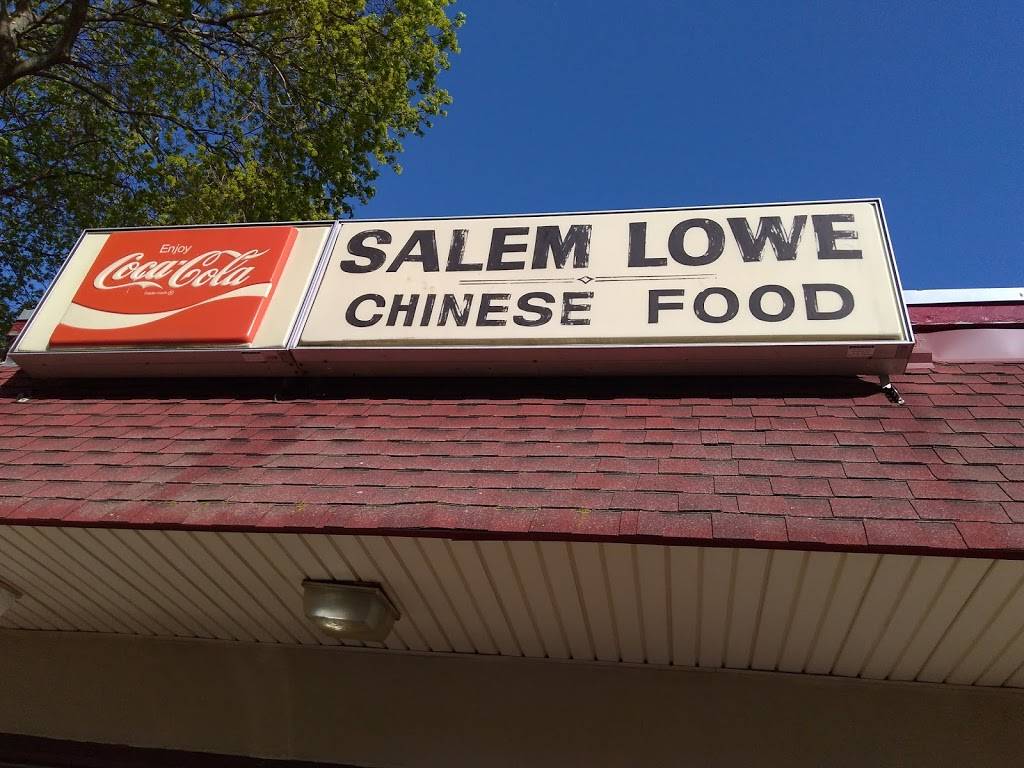 Enjoy
Coca-Cola
SALEM LOWE
CHINESE FOOD